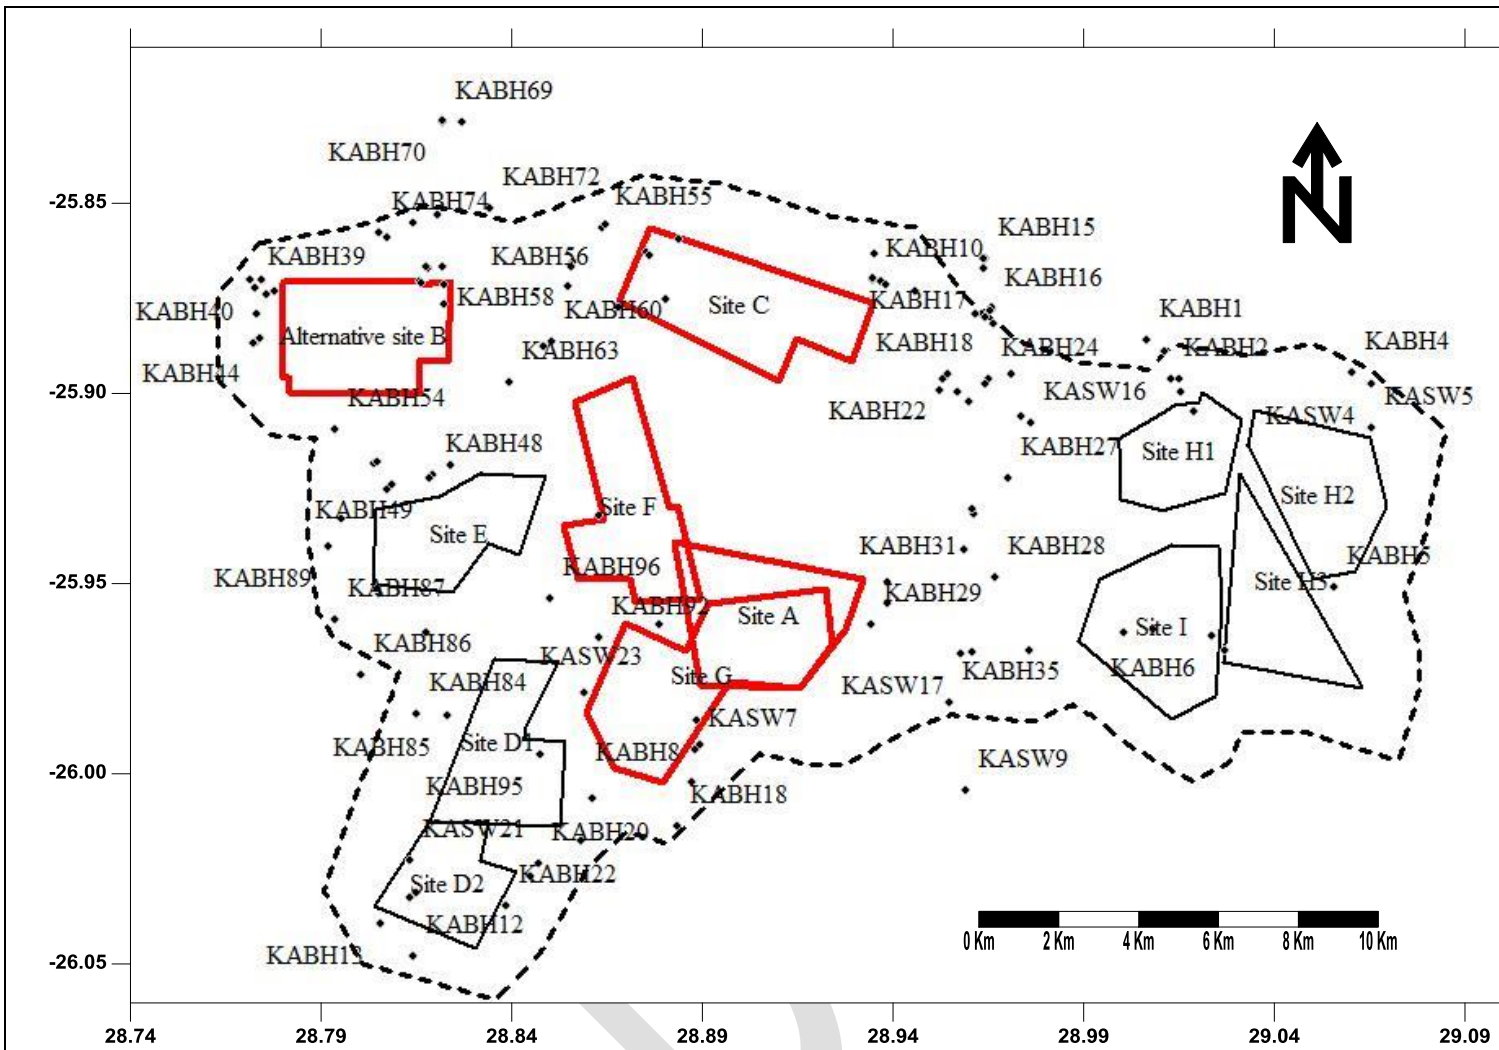 KABH69
KABH70
KABH72
KABH55
KABH74
-25.85
KABH15
KABH10
KABH39
KABH56
KABH16
KABH58
KABH17
KABH60
Site C
KABH40
KABH1
Alternative site B
KABH18
KABH24
KABH2
KABH4
KABH63
KABH44
-25.90
KASW16
KASW5
KABH54
KABH22
KASW4
KABH48
KABH27
Site H1
Site H2
KABH49
Site F
Site E
KABH31
KABH28
KABH5
KABH96
KABH89
-25.95
KABH87
Site H3
KABH29
KABH92
Site A
Site I
KABH86
KASW23
KABH6
KABH35
Site G
KABH84
KASW17
KASW7
N
Site D1
KABH85
KABH8
KASW9
-26.00
KABH95
KABH18
KASW21
KABH20
KABH22
Site D2
KABH12
0 Km 2 Km 4 Km 6 Km 8 Km 10 Km
KABH13
-26.05
28.74 28.79 28.84 28.89 28.94 28.99 29.04 29.09